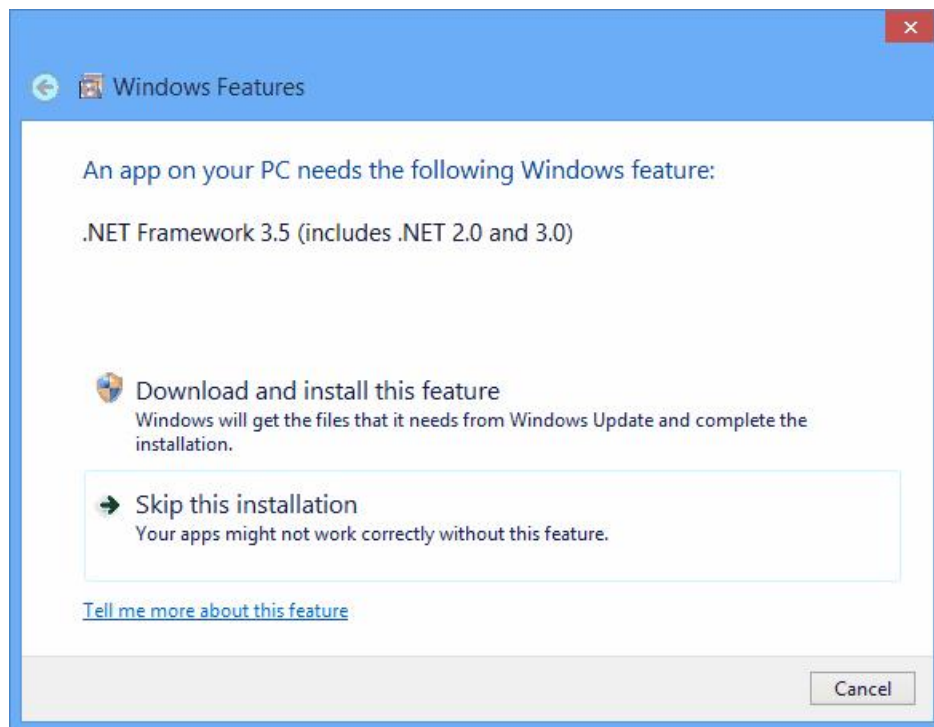 Windows Features
An app on your PC needs the following Windows feature:
.NET Framework 3.5 (includes .NET 2.0 and 3.0)
Download and install this feature
Windows will get the files that it needs from Windows Update and complete the
installation.
Skip this installation
Your apps might not work correctly without this feature.
Tell me more about this feature
Cancel